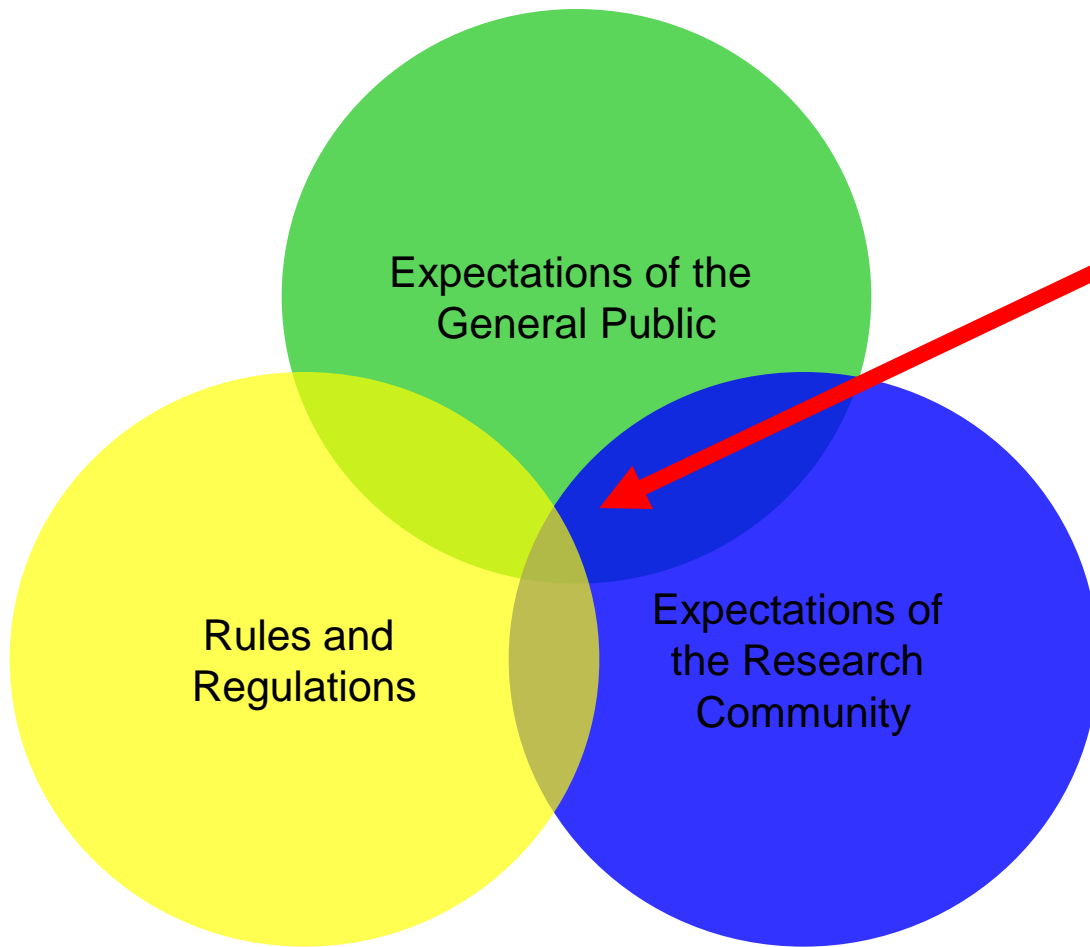 Expectations of the
General Public
Rules and
Regulations
Expectations of
the Research
Community